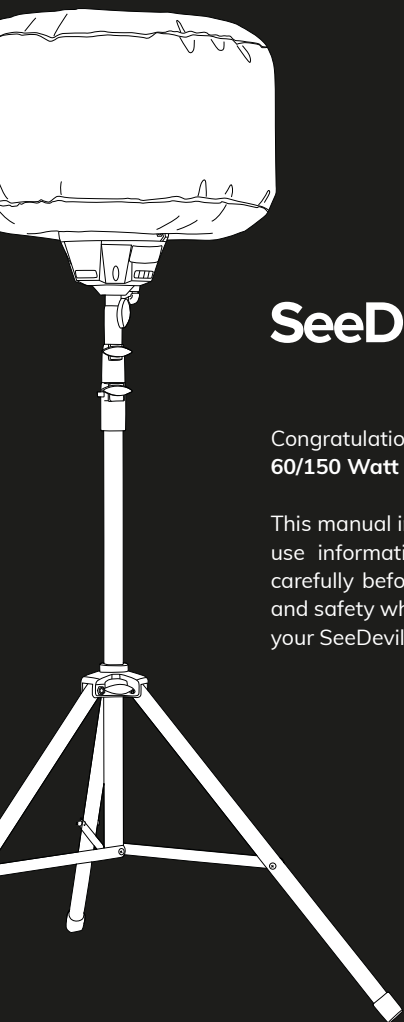 SeeD
Congratulatio
60/150 Watt
This manual i
use informati
carefully befo
and safety wh
your SeeDevil